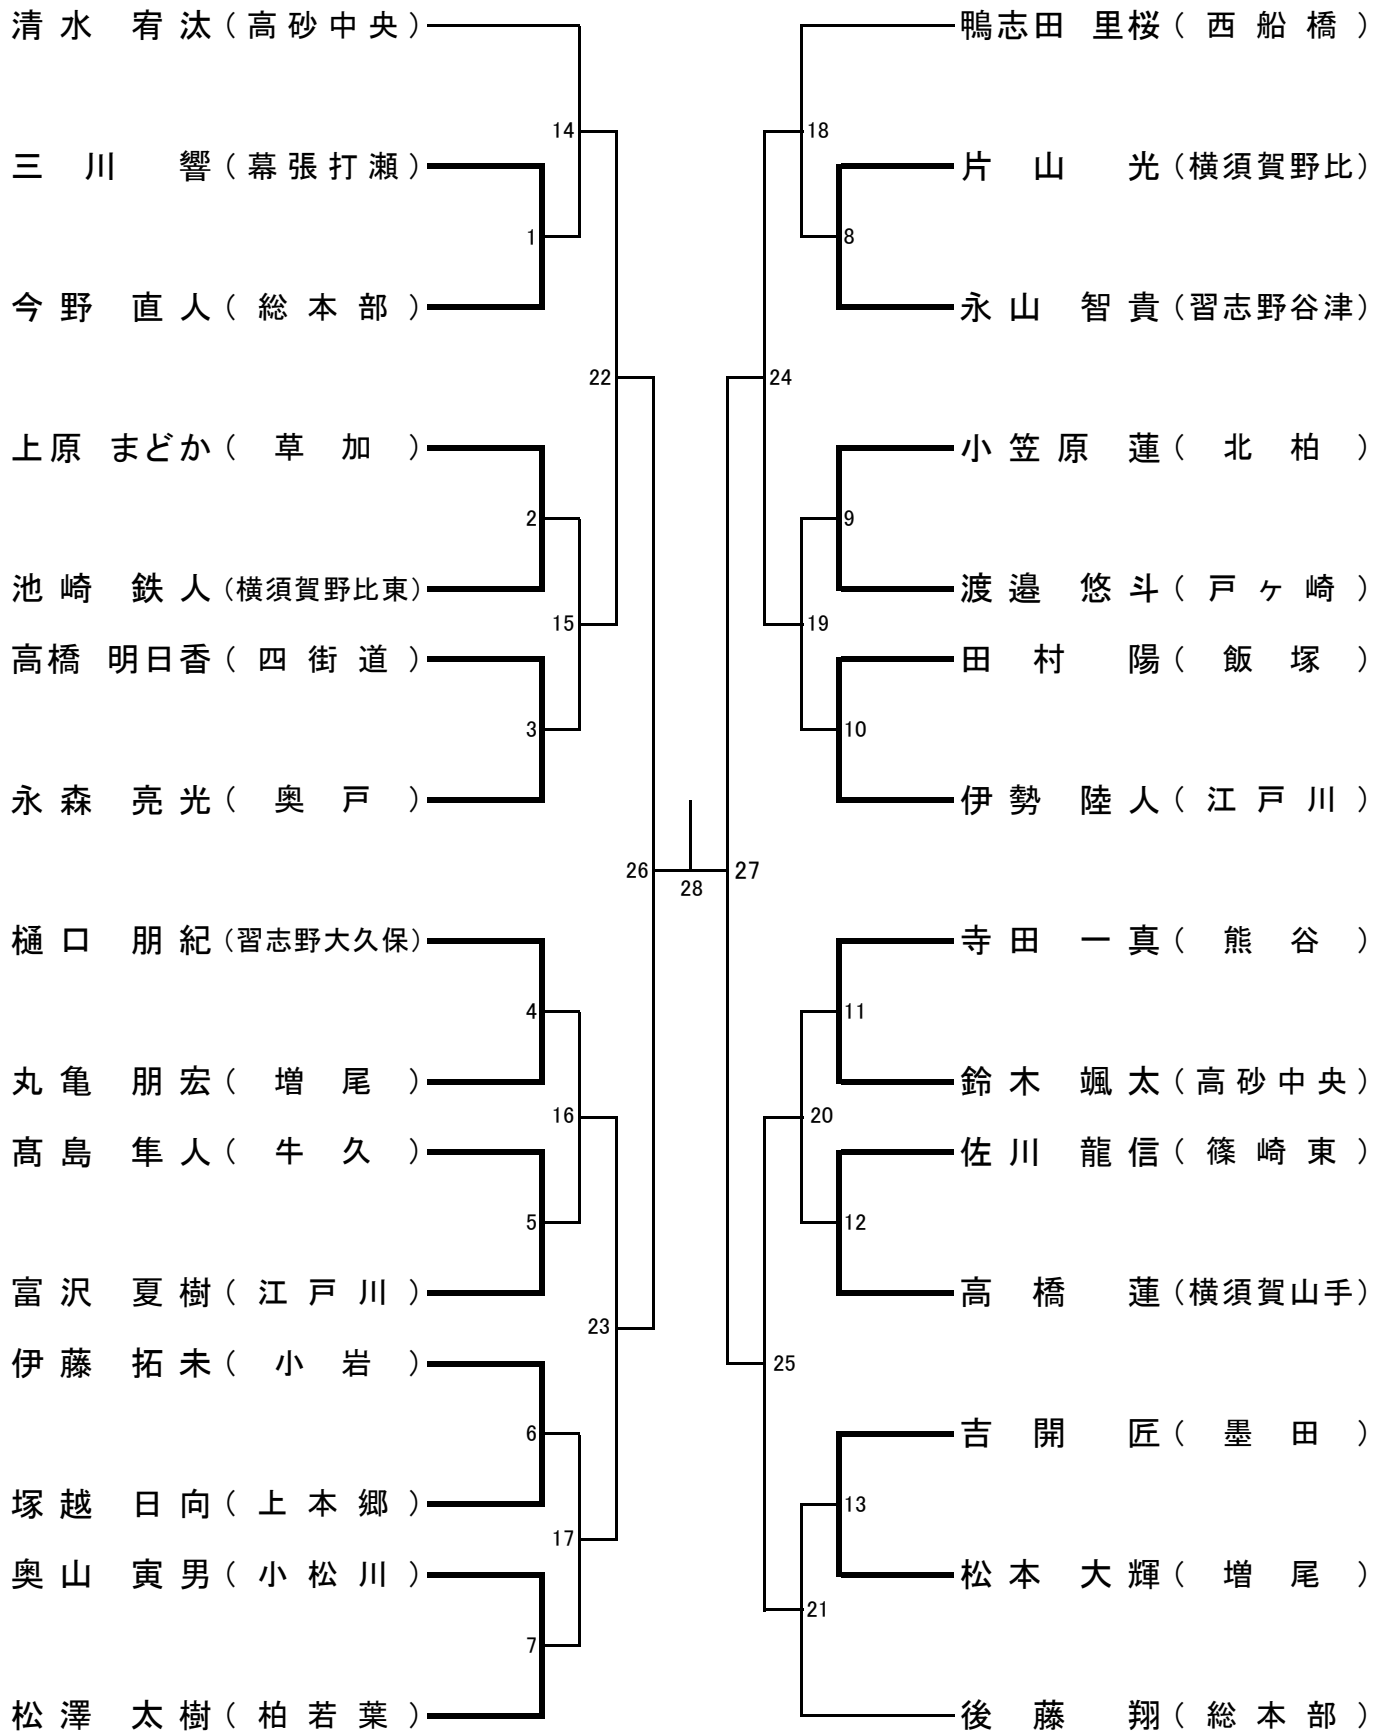 清水 宥汰(高砂中央)
14
三川 響(幕張打瀬)
1
今野 直人(総本部)
22
上原 まどか(草加)
2
池崎 鉄人(横須賀野比東)
15
高橋 明日香(四街道)
3
永森 亮光(奥戸)
26
樋口 朋紀(習志野大久保)
4
丸亀 朋宏(増尾)
16
髙島 隼人(牛久)
5
富沢 夏樹(江戸川)
23
伊藤 拓未(小岩)
6
塚越 日向(上本郷)
17
奥山 寅男(小松川)
7
松澤 太樹(柏若葉)
28
鴨志田 里桜(西船橋)
18
片山 光(横須賀野比)
8
永山 智貴(習志野谷津)
24
小笠原 蓮(北柏)
9
渡邉 悠斗(戸ヶ崎)
19
田村 陽(飯塚)
10
伊勢 陸人(江戸川)
27
寺田 一真(熊谷)
11
鈴木 颯太(高砂中央)
20
佐川 龍信(篠崎東)
12
高橋 蓮(横須賀山手)
25
吉開 匠(墨田)
13
松本 大輝(増尾)
21
後藤 翔(総本部)